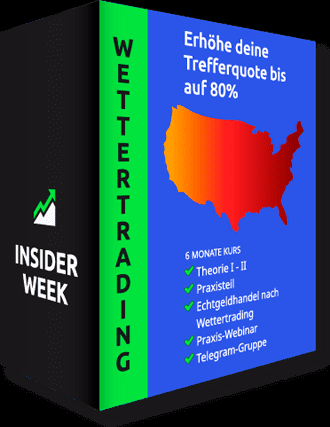 INSIDER
WEEK
WETTERTRADING
Erhöhe deine
Trefferquote bis
auf 80%
6 MONATE KURS
Theorie I - II
Praxisteil
Echtgeldhandel nach
Wettertrading
Praxis-Webinar
Telegram-Gruppe